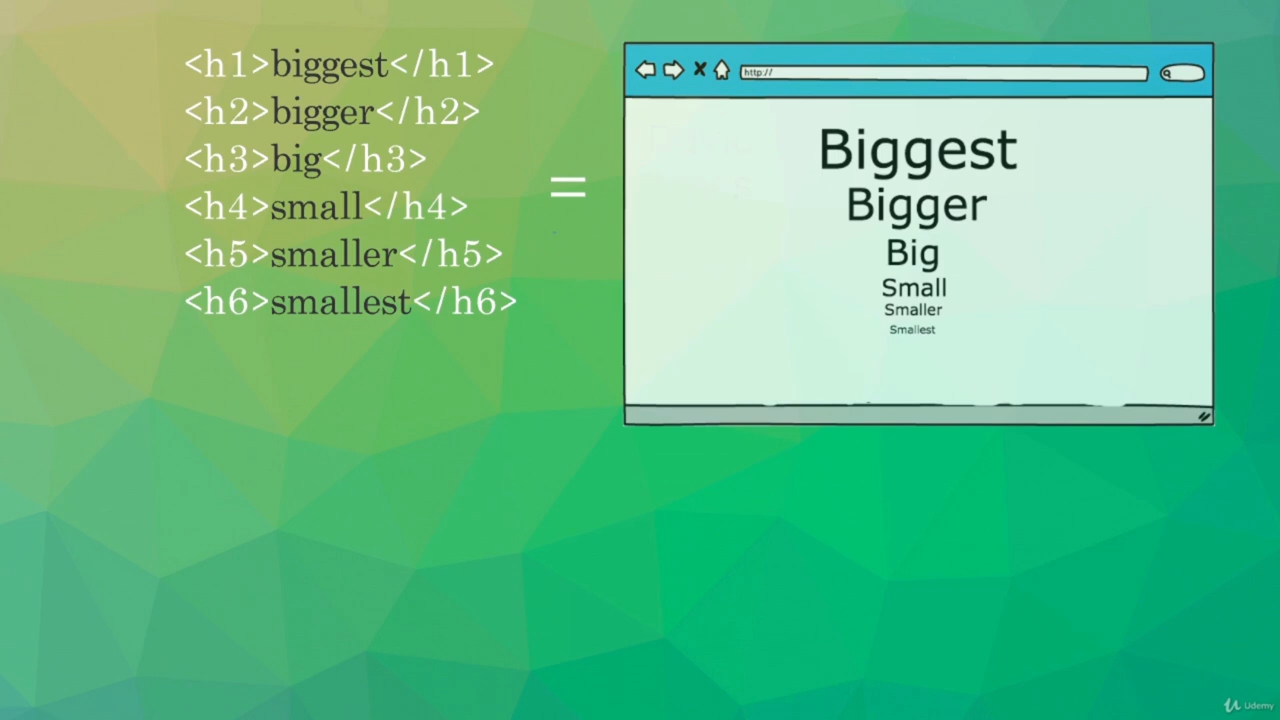 <h1>biggest</h1>
<h2>bigger</h2>
<h3>big</h3>
<h4>small</h4>
<h5>smaller</h5>
<h6>smallest</h6>
=
http://
Biggest
Bigger
Big
Small
Smaller
Smallest
Udemy